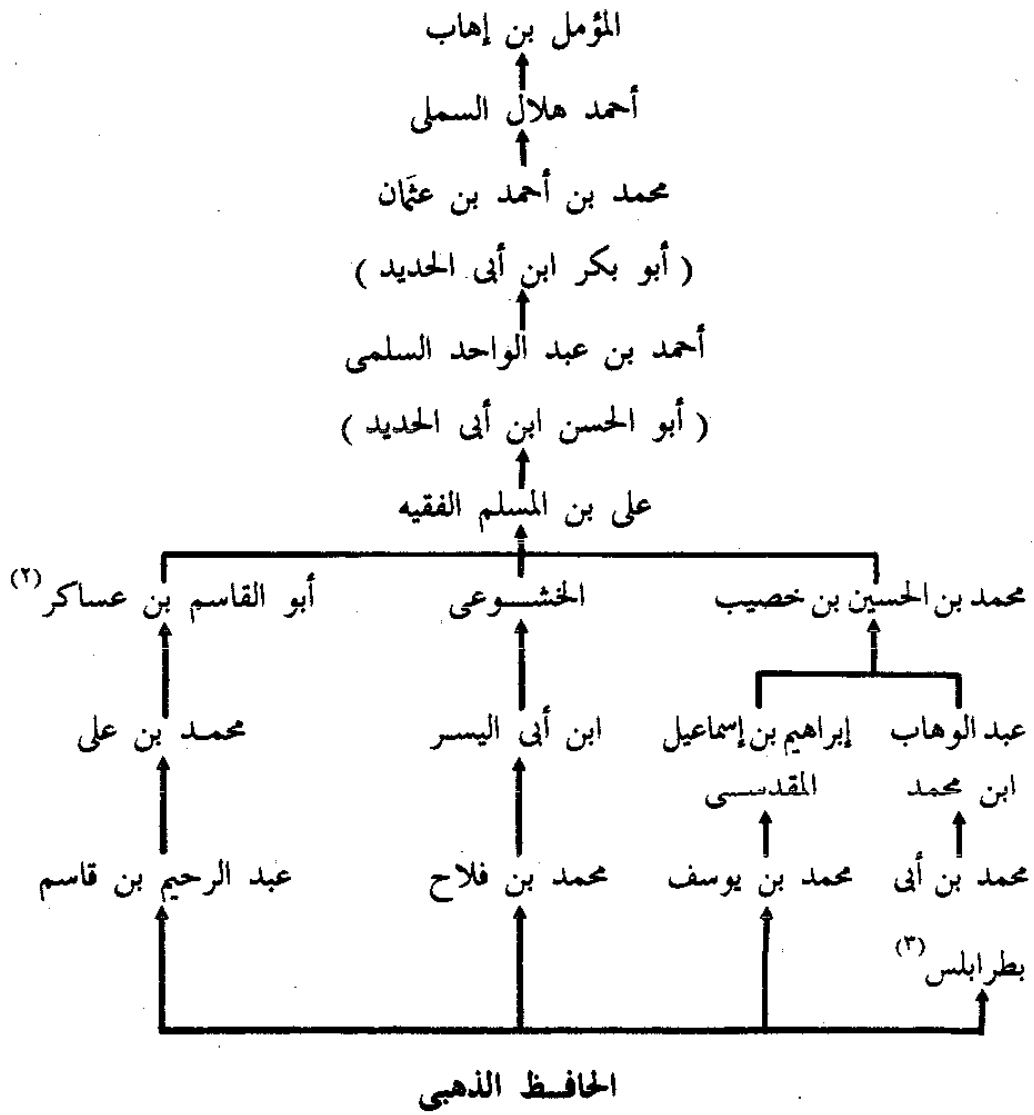 المؤمل بن إهاب
أحمد هلال السملى
محمد بن أحمد بن عثمان
( أبو بكر ابن أبى الحديد )
أحمد بن عبد الواحد السلمى
( أبو الحسن ابن أبى الحديد )
على بن المسلم الفقيه
محمد بن الحسين بن خصيب الخشوعى أبو القاسم بن عساكر (٢)
عبد الوهاب إبراهيم بن إسماعيل ابن أبى اليسر محمد بن على
ابن محمد المقدسى
محمد بن أبى محمد بن يوسف محمد بن فلاح عبد الرحيم بن قاسم
بطرابلس (٣)
الحافظ الذهبى